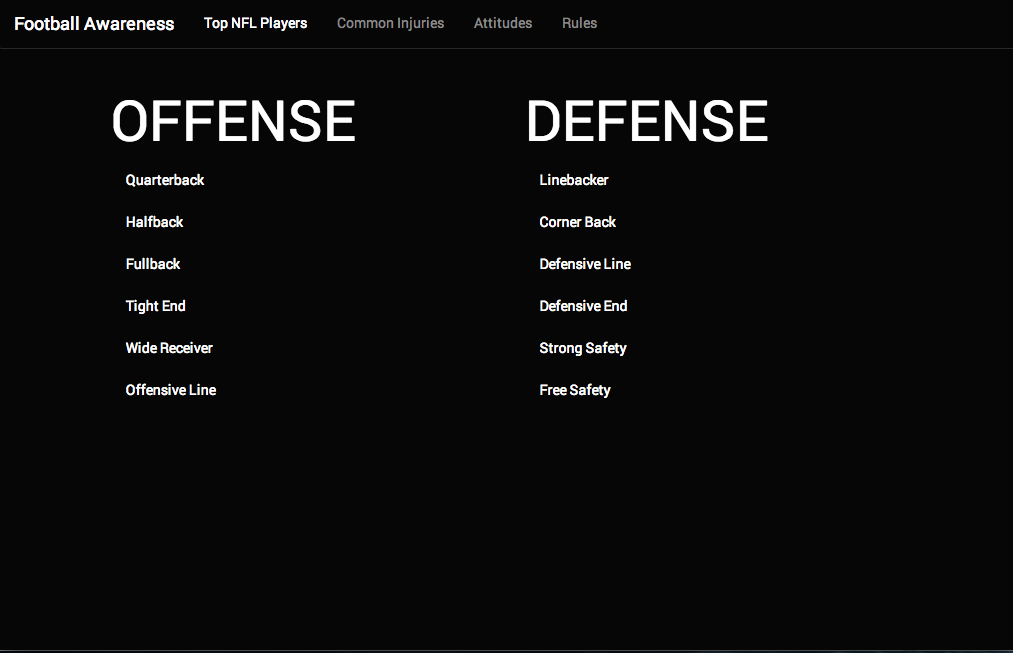 Football Awareness Top NFL Players Common Injuries Attitudes Rules
OFFENSE
Quarterback
Halfback
Fullback
Tight End
Wide Receiver
Offensive Line
DEFENSE
Linebacker
Corner Back
Defensive Line
Defensive End
Strong Safety
Free Safety